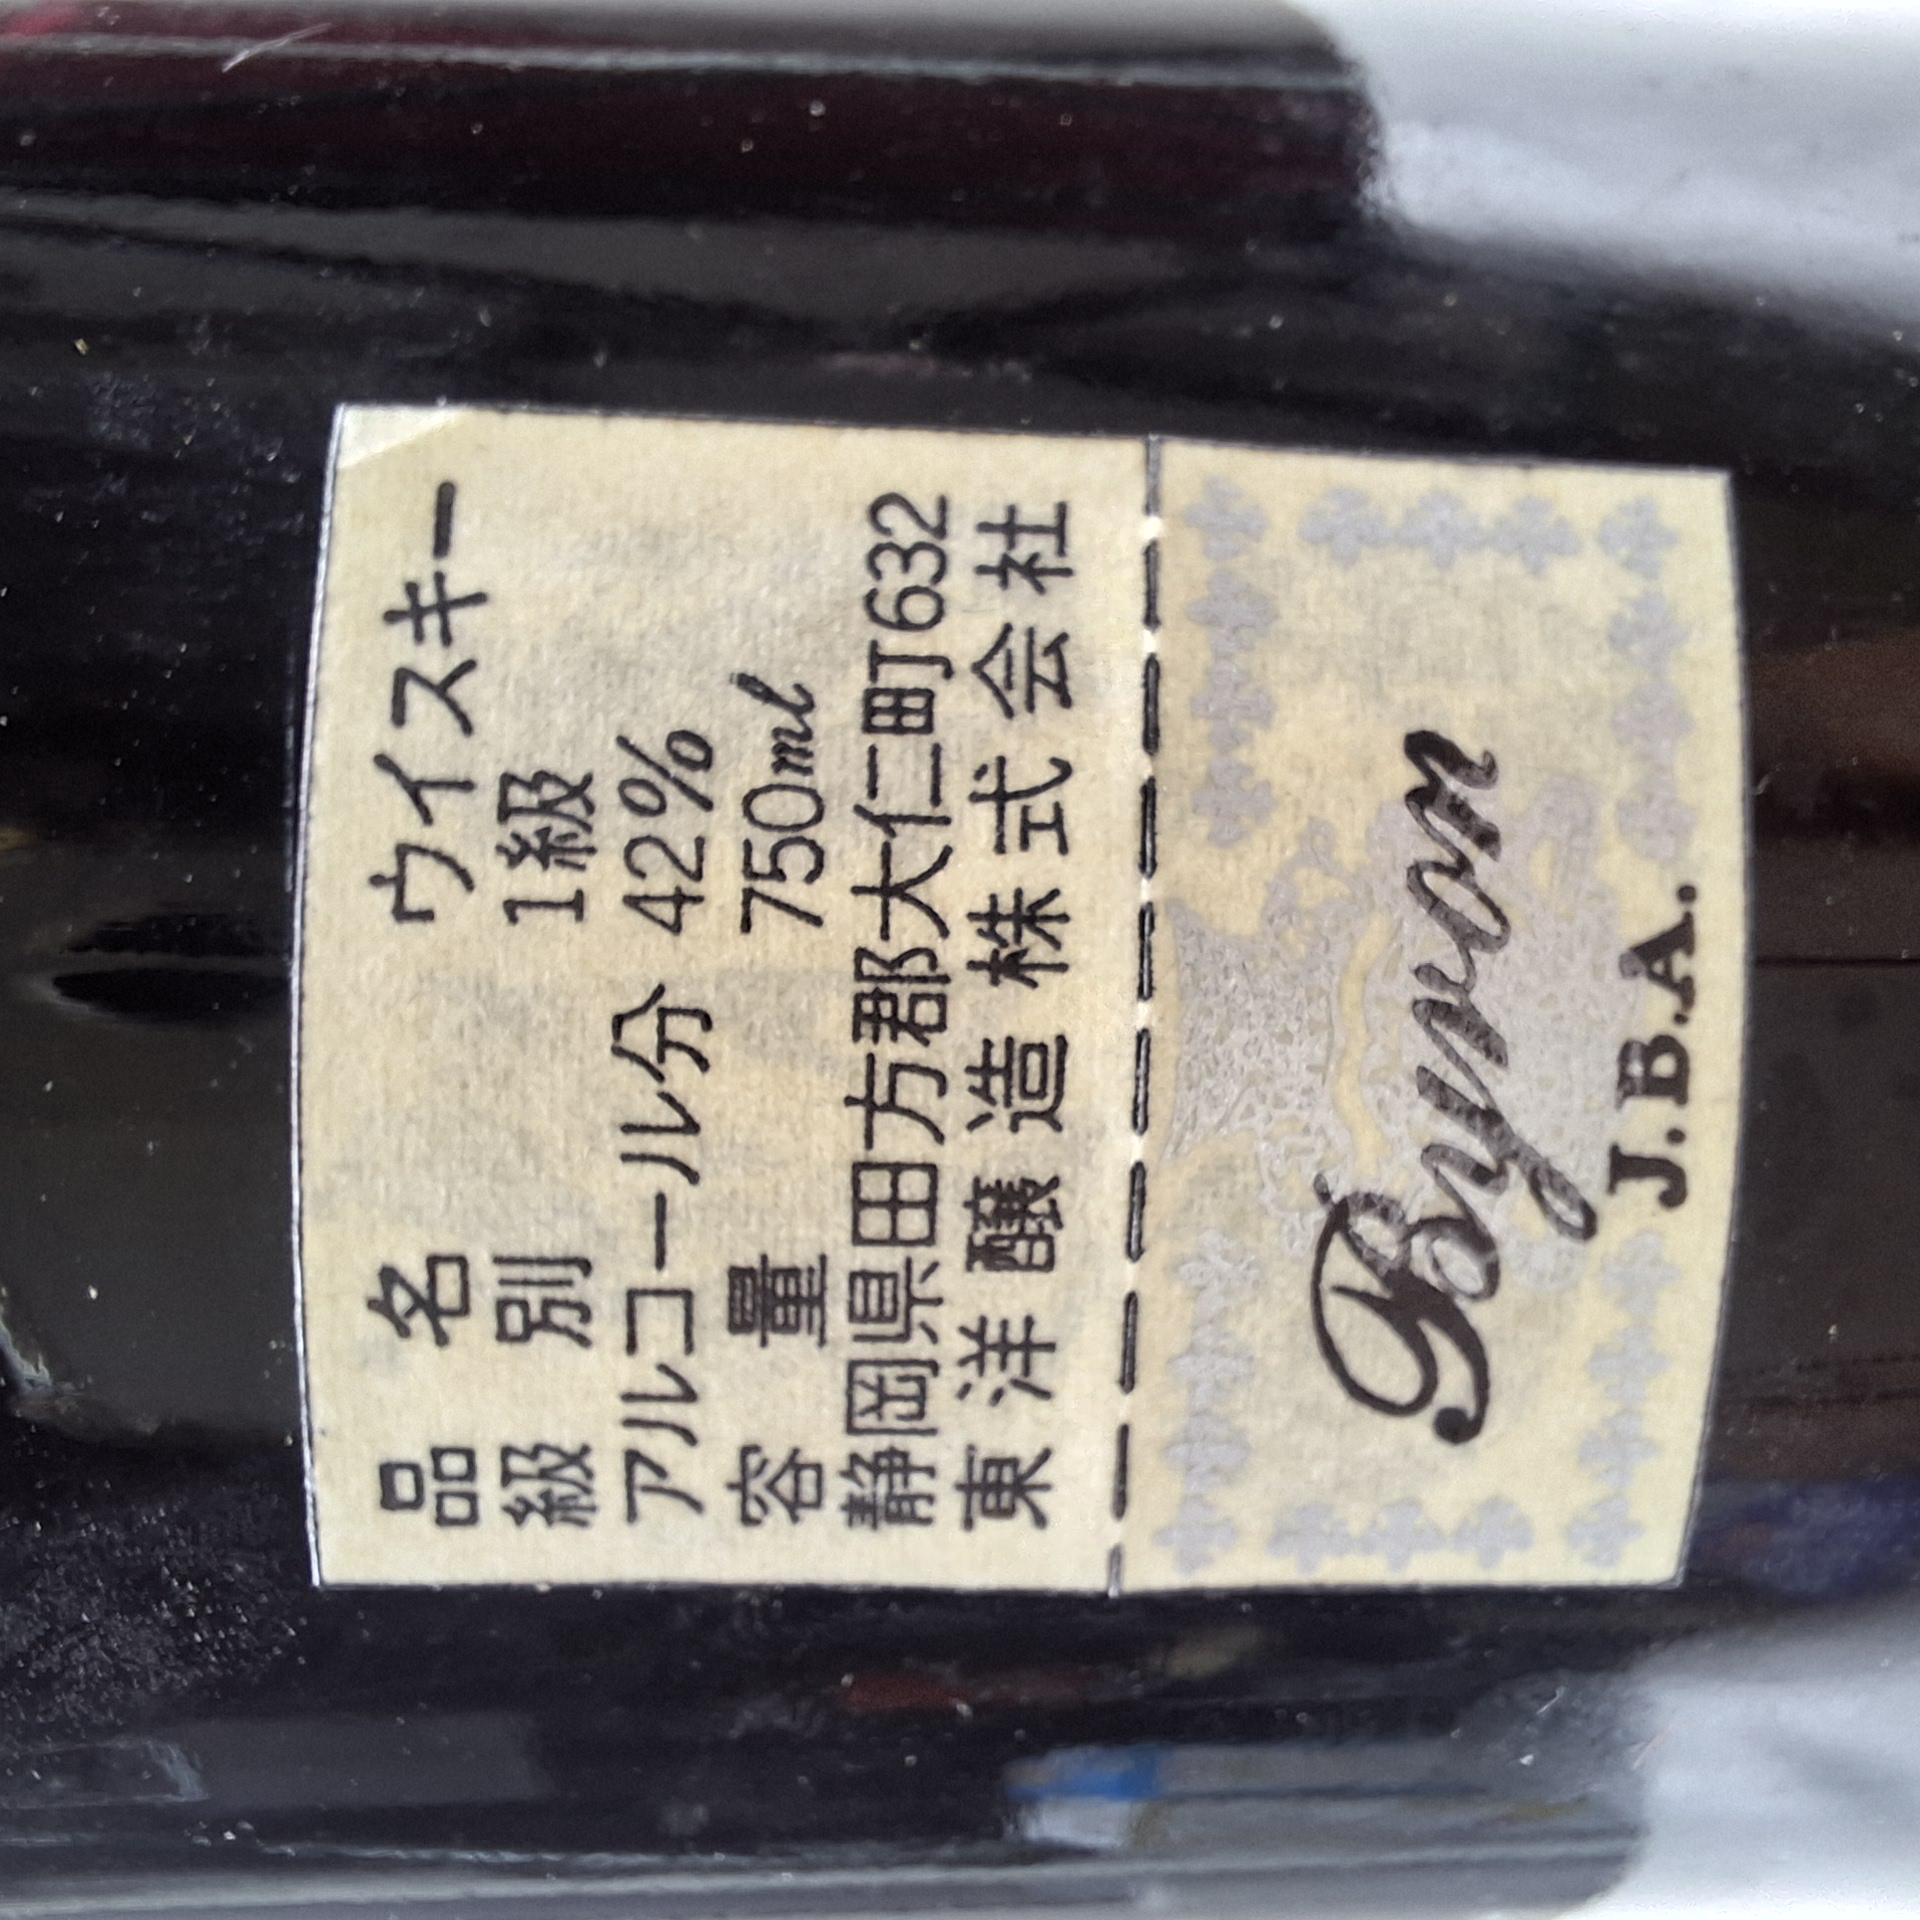 品名 ウイスキー
級別 1級
アルコール分 42%
容量 750ml
静岡県田方郡大仁町632
東洋醸造株式会社
Byron
J.B.A.